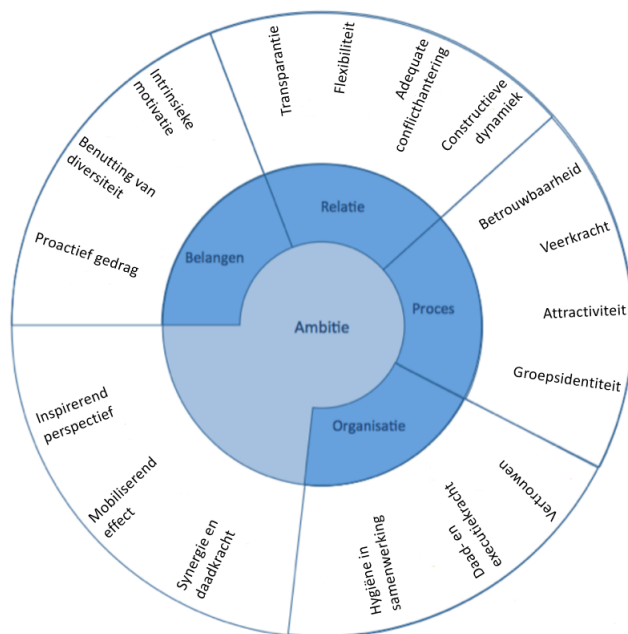 Transparantie
Flexibiliteit
Adequate
conflicthantering
Constructieve
dynamiek
Betrouwbaarheid
Veerkracht
Attractiviteit
Groepsidentiteit
Vertrouwen
Daad- en
executiekracht
Hygiëne in
samenwerking
Synergie en
daadkracht
Mobiliserend
effect
Inspirerend
perspectief
Proactief gedrag
Benutting van
diversiteit
Intrinsieke
motivatie
Relatie
Proces
Organisatie
Belangen
Ambitie